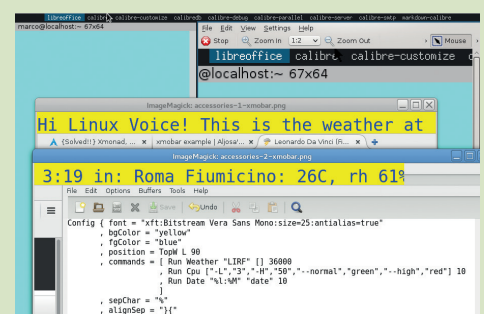 libreoffice calibre calibre-customize calibredb calibre-debug calibre-parallel calibre-server calibre-smtp markdown-calibre
marco@localhost:~ 67x64
File Edit View Settings Help
Stop Zoom In 1:2 Zoom Out Mouse
libreoffice calibre calibre-customize
@localhost:~ 67x64
ImageMagick: accessories-1-xmobar.png
Hi Linux Voice! This is the weather at
{Solved!!} Xmonad, ... xmobar example | Aljosa'... Leonardo Da Vinci (R...
ImageMagick: accessories-2-xmobar.png
3:19 in: Roma Fiumicino: 26C, rh 61%
File Edit Options Buffers Tools Help
Save Undo
Config { font = "xft:Bitstream Vera Sans Mono:size=25:antialias=true"
, bgColor = "yellow"
, fgColor = "blue"
, position = TopW L 90
, commands = [ Run Weather "LIRF" [] 36000
, Run Cpu ["-L","3","-H","50","--normal","green","--high","red"] 10
, Run Date "%l:%M" "date" 10
]
, sepChar = "%"
, alignSep = "}{"